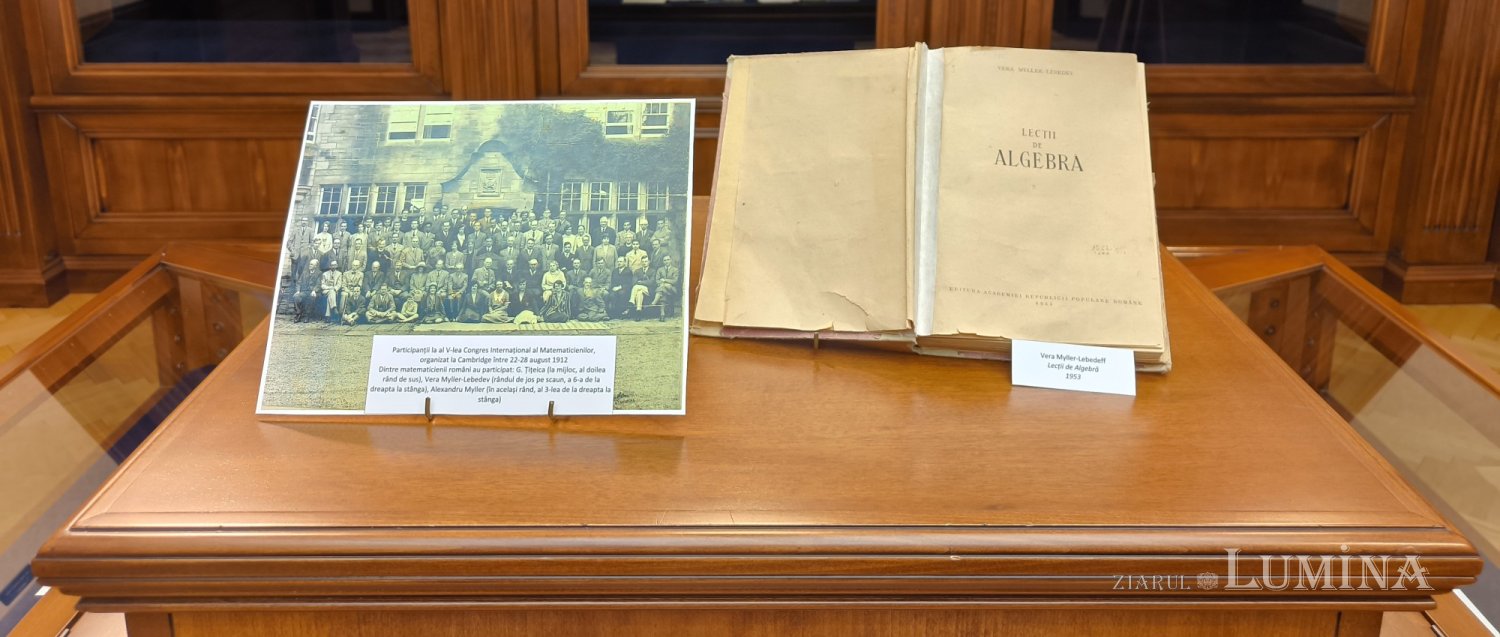 Participanții la al V-lea Congres Internațional al Matematicienilor,
organizat la Cambridge între 22-28 august 1912
Dintre matematicienii români au participat: G. Țițeica (la mijloc, al doilea
rând de sus), Vera Myller-Lebedev (rândul de jos pe scaun, a 6-a de la
dreapta la stânga), Alexandru Myller (în același rând, al 3-lea de la dreapta la
stânga)
VERA MYLLER-LEBEDEV
LECȚII
DE
ALGEBRA
EDITURA ACADEMIEI REPUBLICII POPULARE ROMÂNE
Vera Myller-Lebedeff
Lecții de Algebră
1953
ZIARUL LUMINA